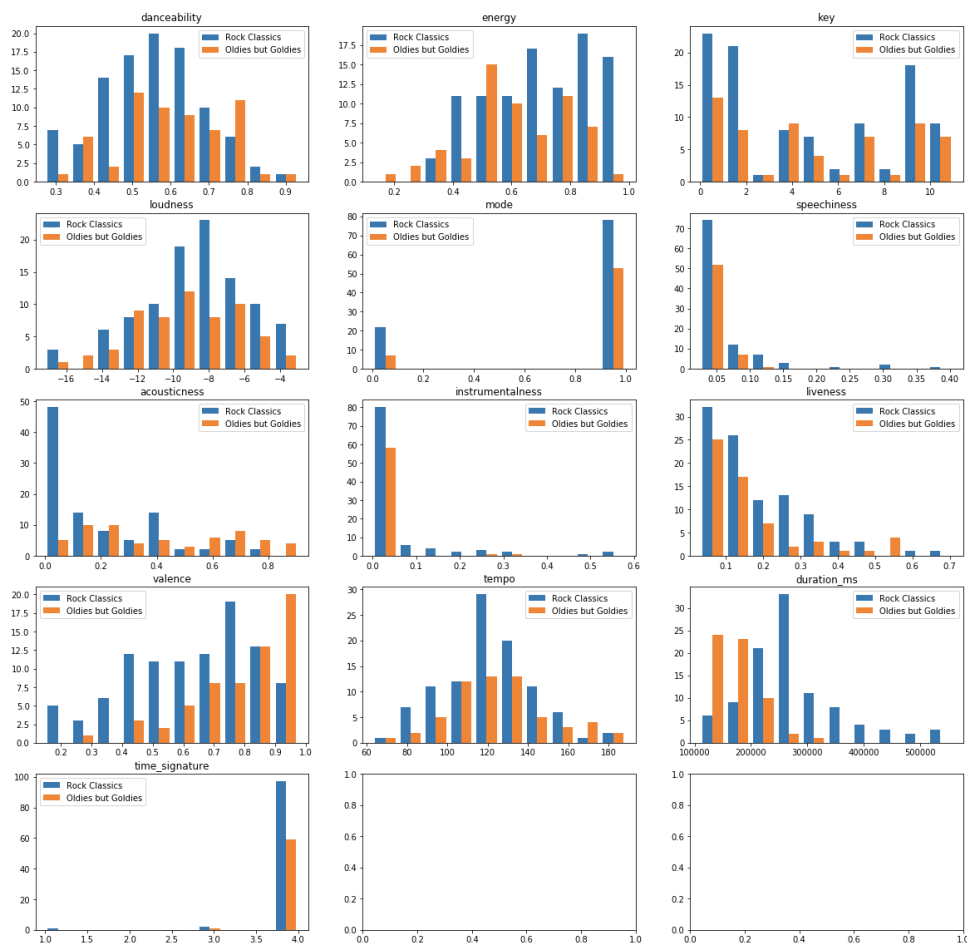 danceability
20.0
17.5
15.0
12.5
10.0
7.5
5.0
2.5
0.0
0.3 0.4 0.5 0.6 0.7 0.8 0.9
Rock Classics
Oldies but Goldies
energy
17.5
15.0
12.5
10.0
7.5
5.0
2.5
0.0
0.2 0.4 0.6 0.8 1.0
Rock Classics
Oldies but Goldies
key
20
15
10
5
0
0 2 4 6 8 10
Rock Classics
Oldies but Goldies
loudness
20
15
10
5
0
−16 −14 −12 −10 −8 −6 −4
Rock Classics
Oldies but Goldies
mode
80
70
60
50
40
30
20
10
0
0.0 0.2 0.4 0.6 0.8 1.0
Rock Classics
Oldies but Goldies
speechiness
70
60
50
40
30
20
10
0
0.05 0.10 0.15 0.20 0.25 0.30 0.35 0.40
Rock Classics
Oldies but Goldies
acousticness
50
40
30
20
10
0
0.0 0.2 0.4 0.6 0.8
Rock Classics
Oldies but Goldies
instrumentalness
80
70
60
50
40
30
20
10
0
0.0 0.1 0.2 0.3 0.4 0.5 0.6
Rock Classics
Oldies but Goldies
liveness
30
25
20
15
10
5
0
0.1 0.2 0.3 0.4 0.5 0.6 0.7
Rock Classics
Oldies but Goldies
valence
20.0
17.5
15.0
12.5
10.0
7.5
5.0
2.5
0.0
0.2 0.3 0.4 0.5 0.6 0.7 0.8 0.9 1.0
Rock Classics
Oldies but Goldies
tempo
30
25
20
15
10
5
0
60 80 100 120 140 160 180
Rock Classics
Oldies but Goldies
duration_ms
30
25
20
15
10
5
0
100000 200000 300000 400000 500000
Rock Classics
Oldies but Goldies
time_signature
100
80
60
40
20
0
1.0 1.5 2.0 2.5 3.0 3.5 4.0
Rock Classics
Oldies but Goldies
1.0
0.8
0.6
0.4
0.2
0.0
0.0 0.2 0.4 0.6 0.8 1.0
1.0
0.8
0.6
0.4
0.2
0.0
0.0 0.2 0.4 0.6 0.8 1.0